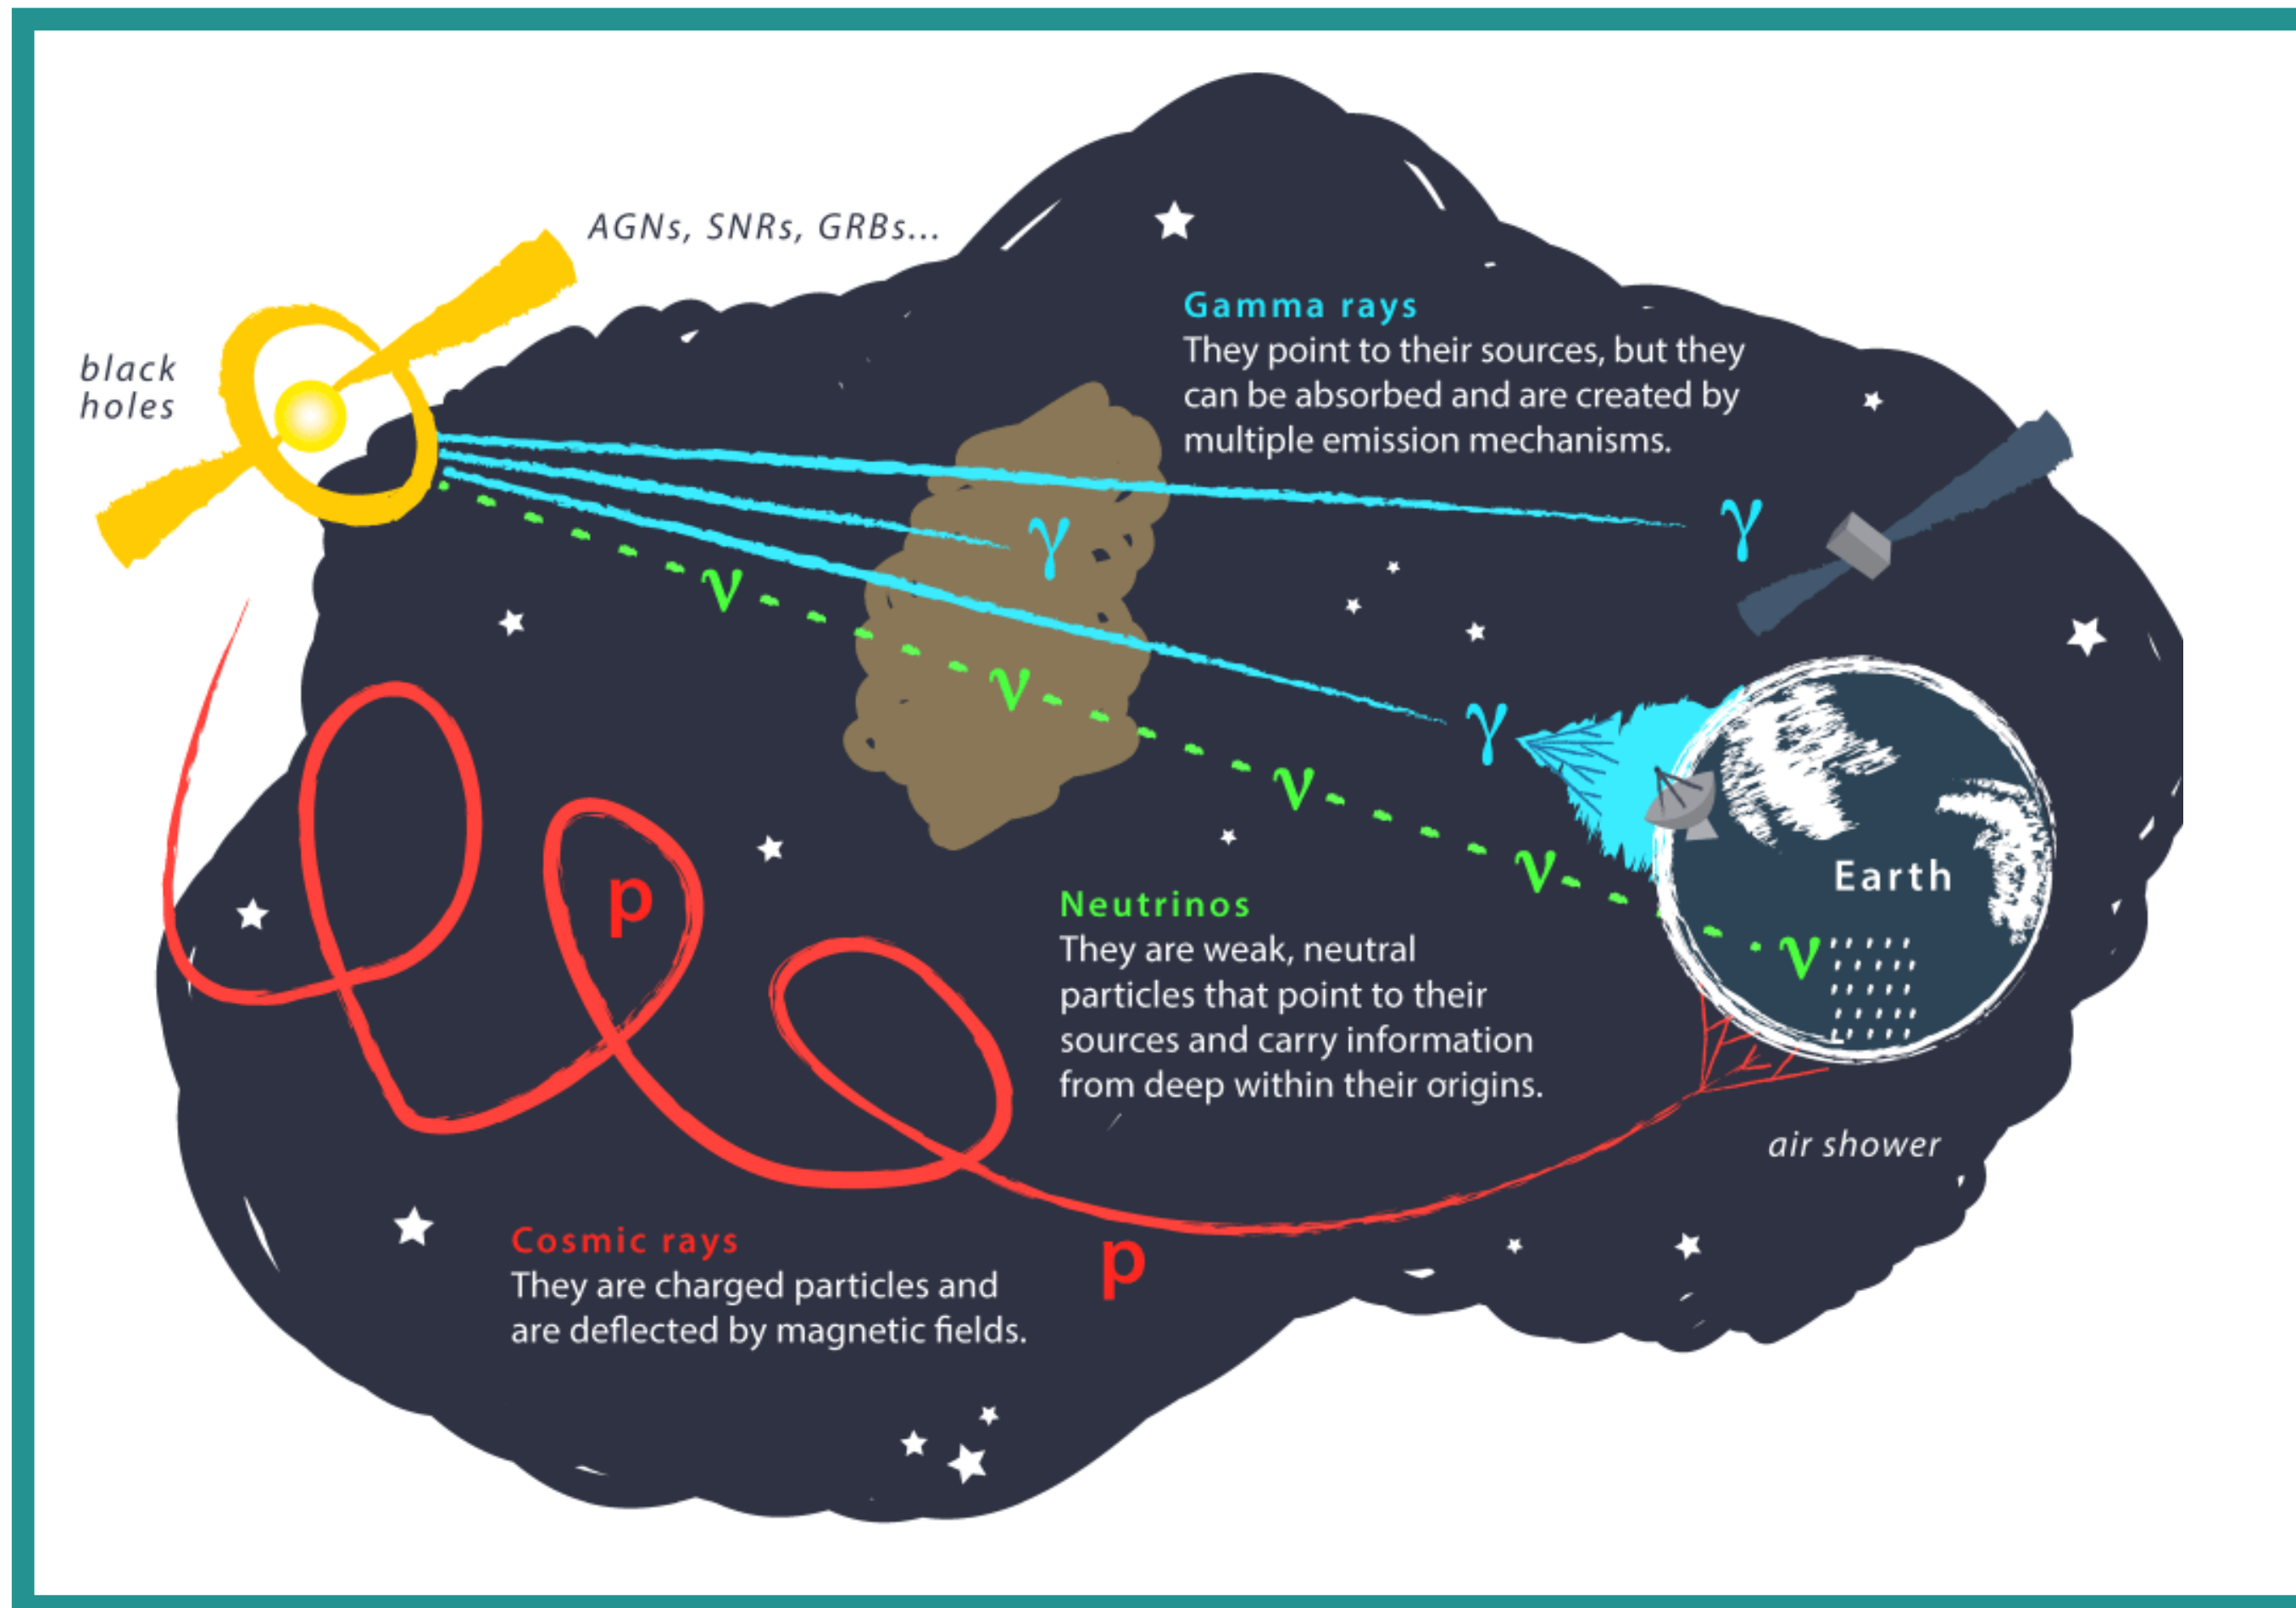 AGNs, SNRs, GRBs...
black
holes
Gamma rays
They point to their sources, but they
can be absorbed and are created by
multiple emission mechanisms.
γ
γ
ν
ν
γ
ν
ν
Earth
p
ν
Neutrinos
They are weak, neutral
particles that point to their
sources and carry information
from deep within their origins.
air shower
Cosmic rays
They are charged particles and
are deflected by magnetic fields.
p